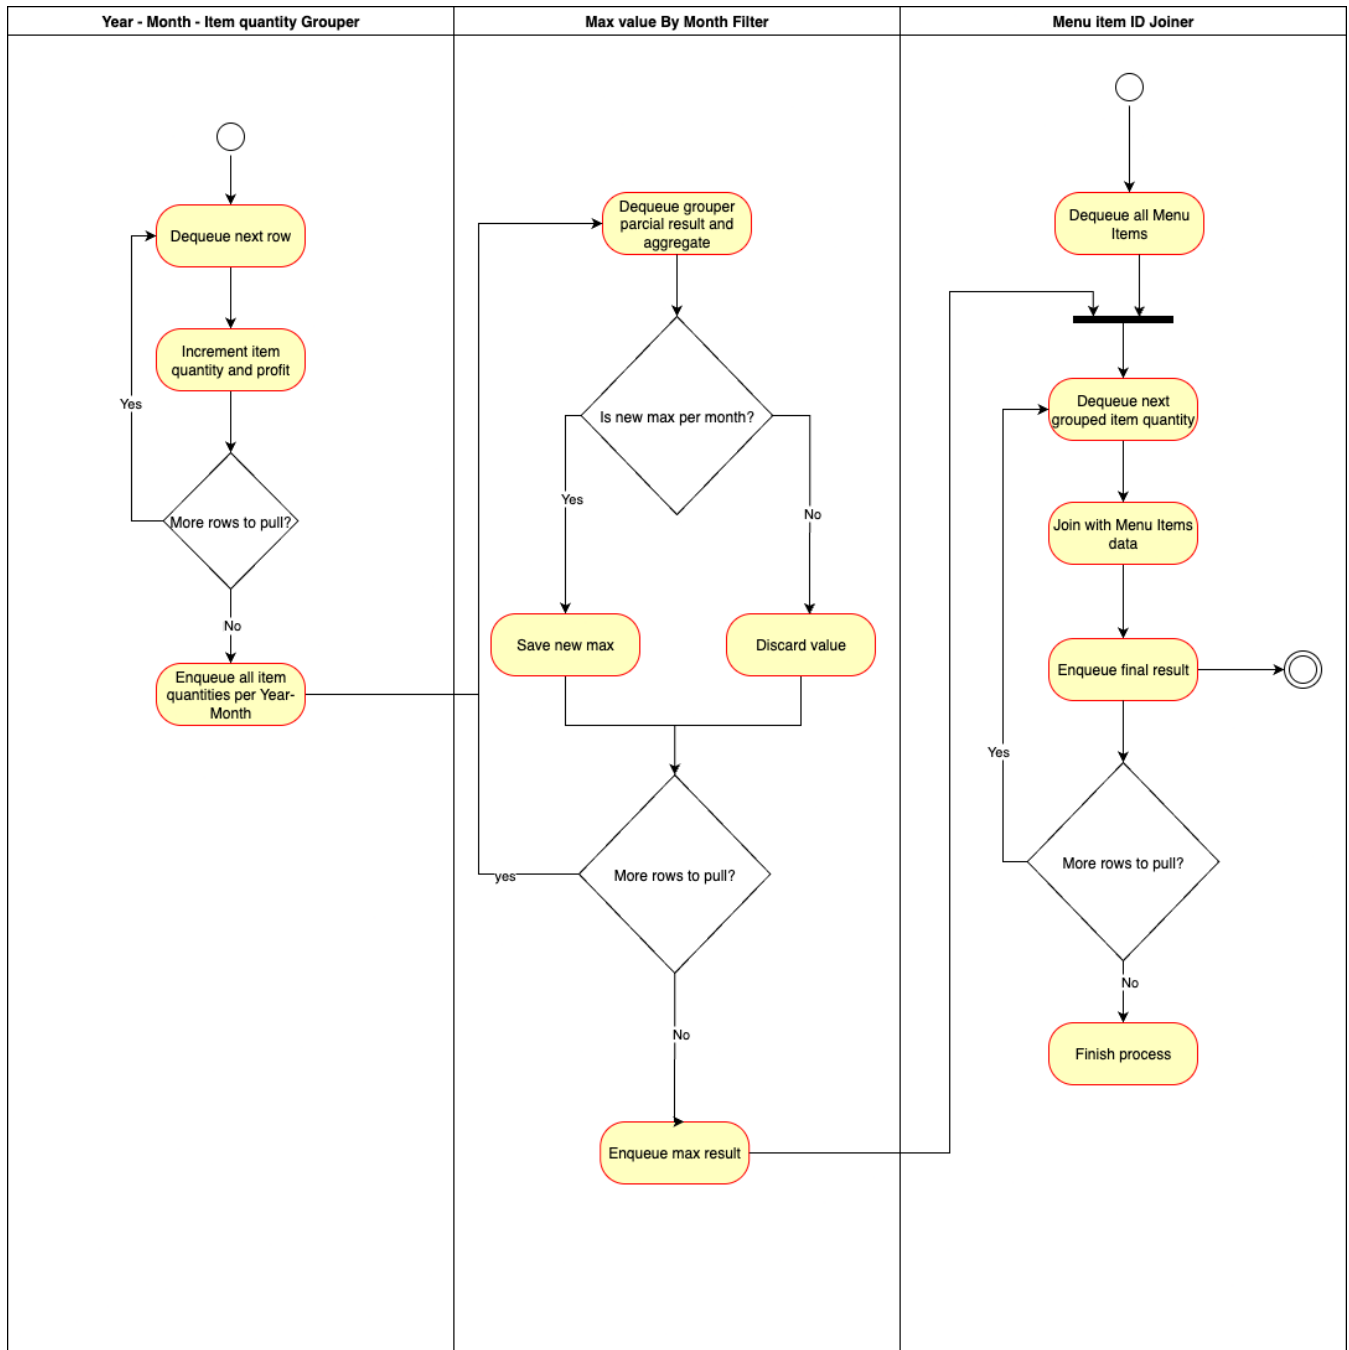 Year - Month - Item quantity Grouper
Max value By Month Filter
Menu item ID Joiner
Dequeue next row
Increment item
quantity and profit
Yes
More rows to pull?
No
Enqueue all item
quantities per Year-
Month
Dequeue grouper
parcial result and
aggregate
Is new max per month?
Yes
No
Save new max
Discard value
More rows to pull?
yes
No
Enqueue max result
Dequeue all Menu
Items
Dequeue next
grouped item quantity
Join with Menu Items
data
Enqueue final result
Yes
More rows to pull?
No
Finish process